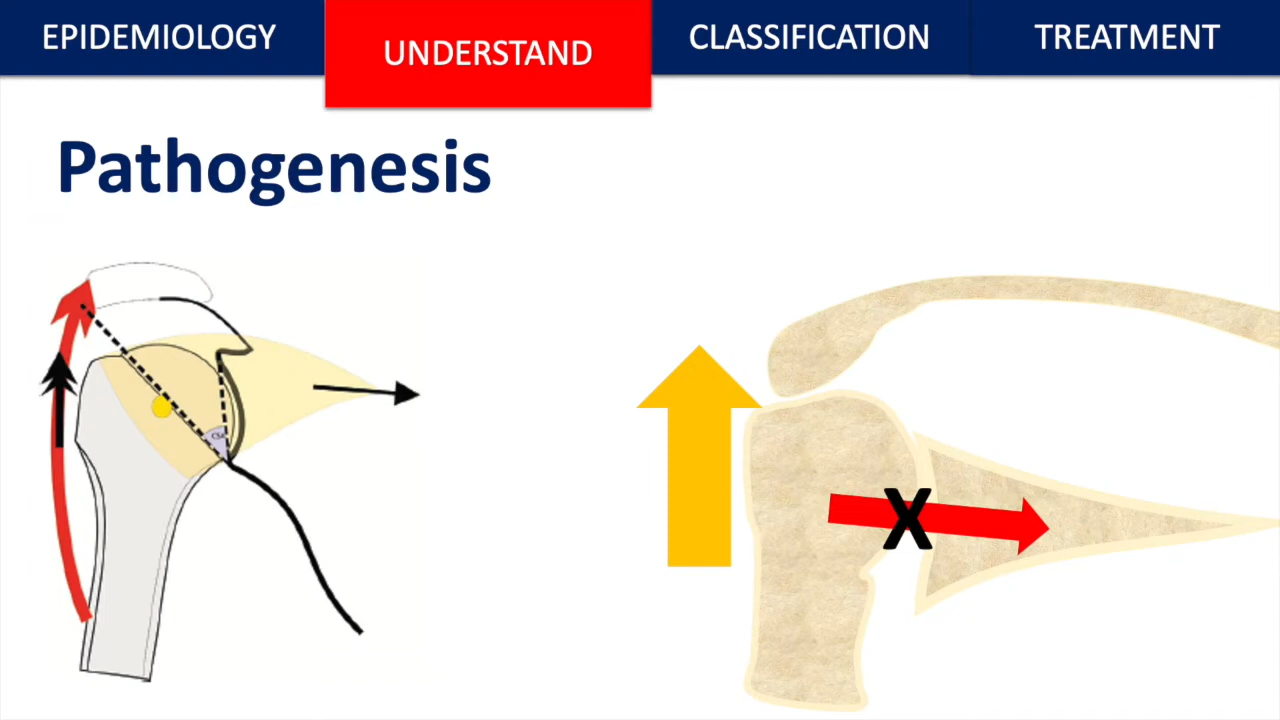 EPIDEMIOLOGY
UNDERSTAND
CLASSIFICATION
TREATMENT
Pathogenesis
X